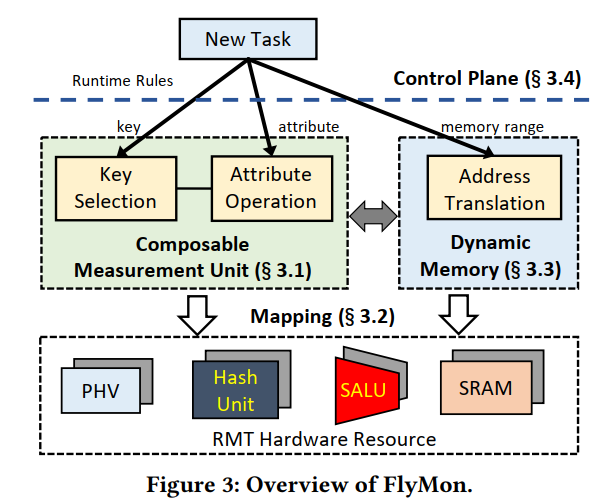 New Task
Runtime Rules
Control Plane (§ 3.4)
key
attribute
memory range
Key
Selection
Attribute
Operation
Address
Translation
Composable
Measurement Unit (§ 3.1)
Dynamic
Memory (§ 3.3)
Mapping (§ 3.2)
PHV
Hash
Unit
SALU
SRAM
RMT Hardware Resource
Figure 3: Overview of FlyMon.